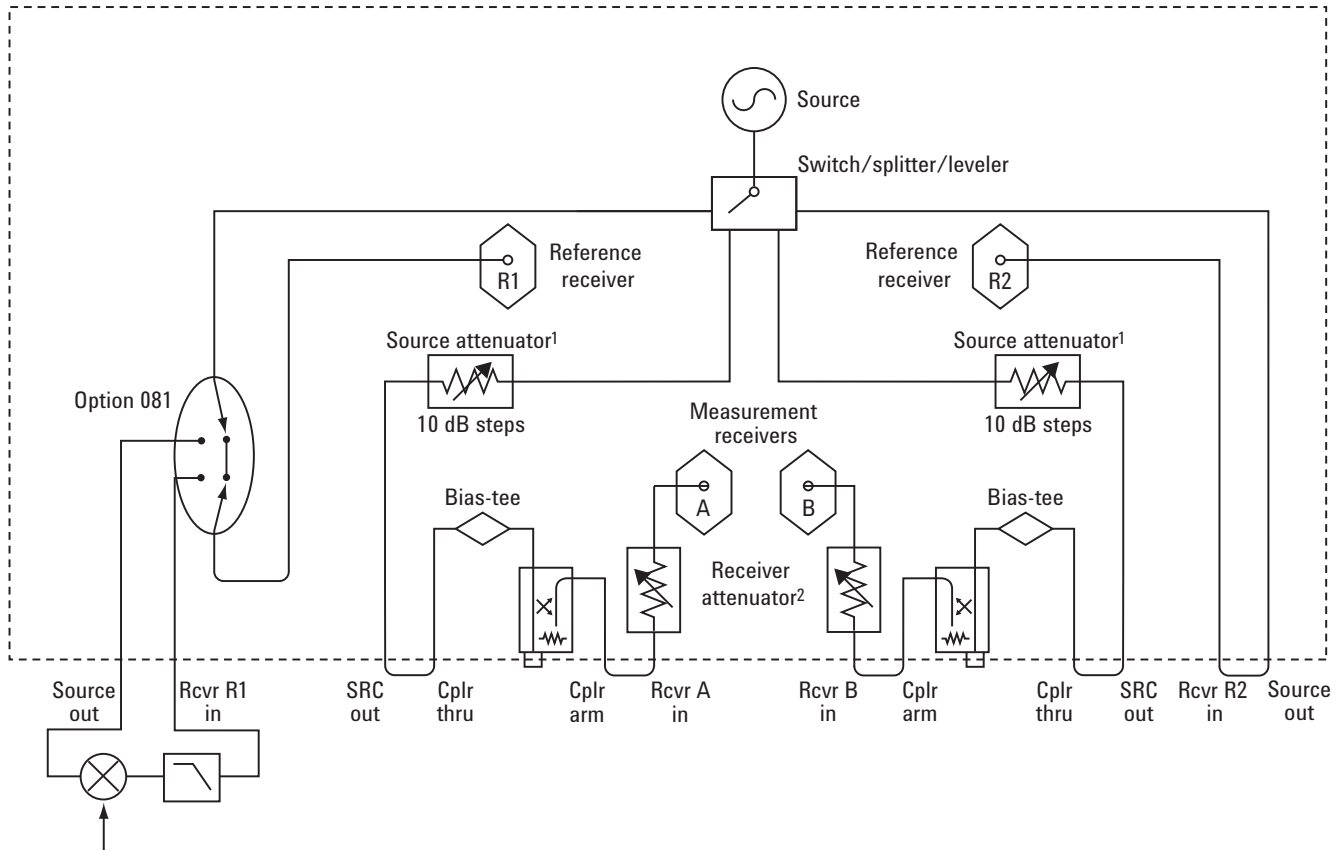 Source
Switch/splitter/leveler
R1
Reference
receiver
Reference
receiver
R2
Source attenuator1
10 dB steps
Source attenuator1
10 dB steps
Option 081
Measurement
receivers
A
B
Bias-tee
Bias-tee
Receiver
attenuator2
Source
out
Rcvr R1
in
SRC
out
Cplr
thru
Cplr
arm
Rcvr A
in
Rcvr B
in
Cplr
arm
Cplr
thru
SRC
out
Rcvr R2
in
Source
out